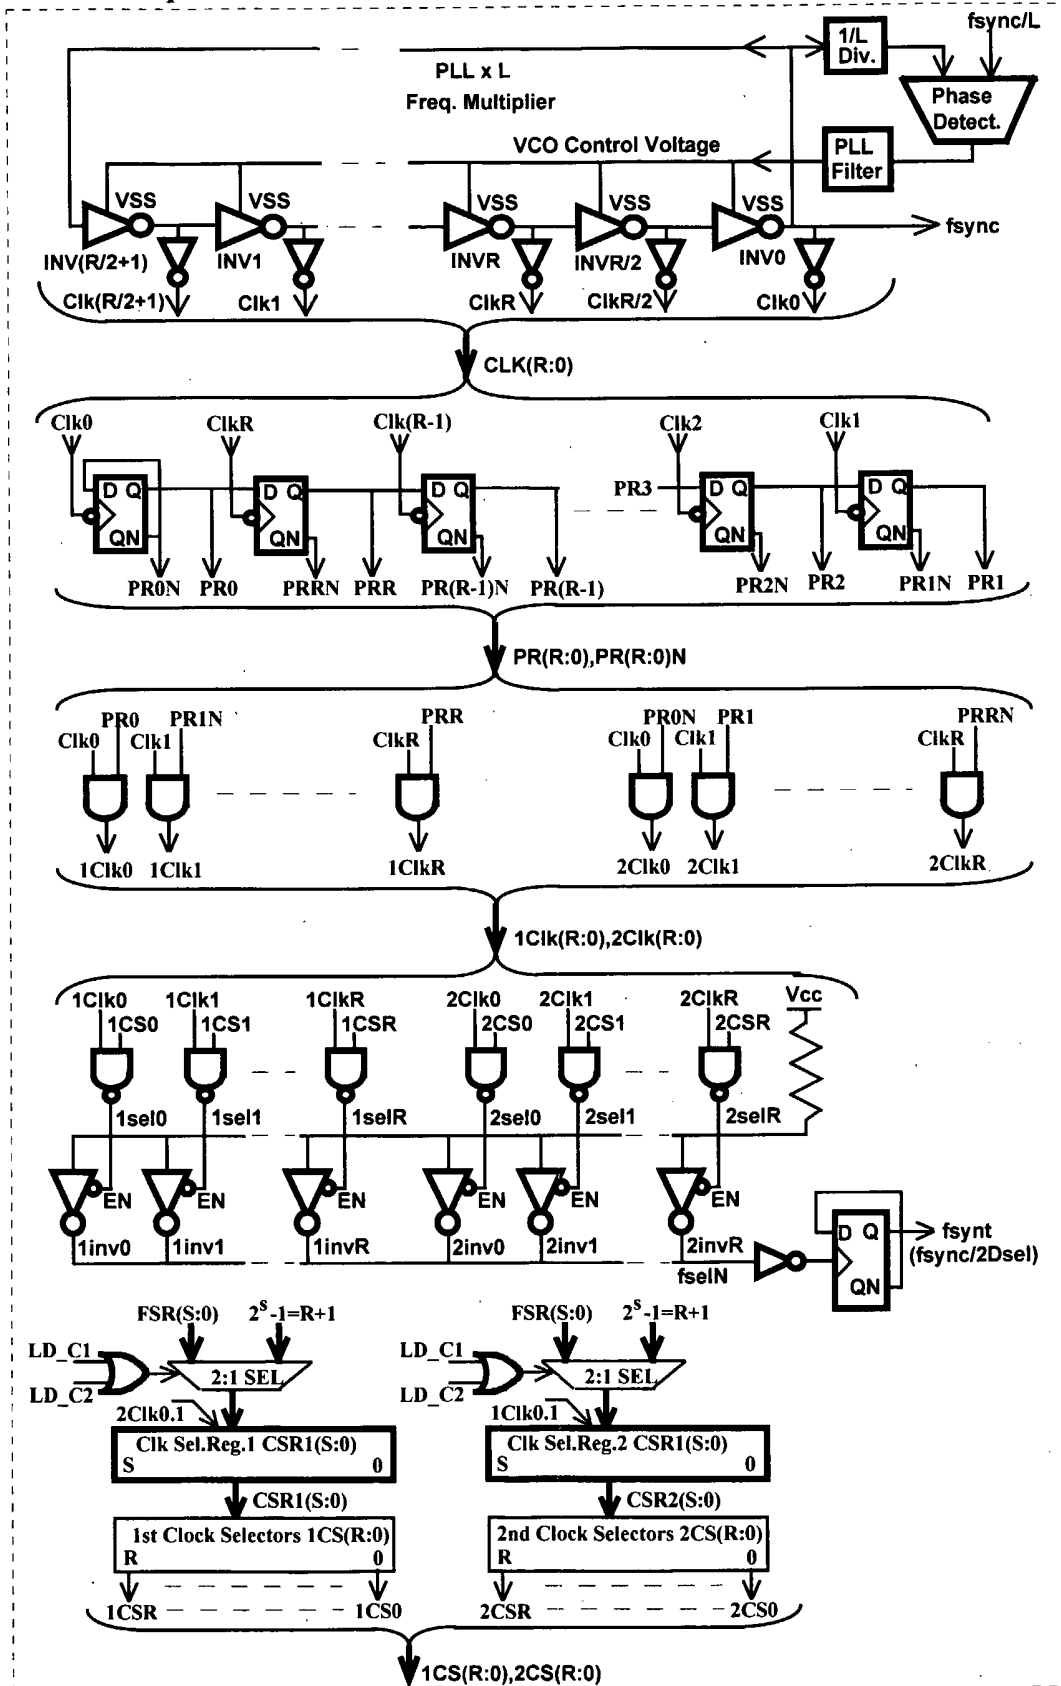 fsync/L
1/L
Div.
PLL x L
Freq. Multiplier
Phase
Detect.
VCO Control Voltage
PLL
Filter
VSS VSS VSS VSS VSS
fsync
INV(R/2+1) INV1 INVR INVR/2 INV0
Clk(R/2+1) Clk1 ClkR ClkR/2 Clk0
CLK(R:0)
Clk0 ClkR Clk(R-1) Clk2 Clk1
D Q D Q D Q PR3 D Q D Q
QN QN QN QN QN
PR0N PR0 PRRN PRR PR(R-1)N PR(R-1) PR2N PR2 PR1N PR1
PR(R:0),PR(R:0)N
PR0 PR1N PRR PR0N PR1 PRRN
Clk0 Clk1 ClkR Clk0 Clk1 ClkR
1Clk0 1Clk1 1ClkR 2Clk0 2Clk1 2ClkR
1Clk(R:0),2Clk(R:0)
1Clk0 1Clk1 1ClkR 2Clk0 2Clk1 2ClkR Vcc
1CS0 1CS1 1CSR 2CS0 2CS1 2CSR
1sel0 1sel1 1selR 2sel0 2sel1 2selR
EN EN EN EN EN EN
1inv0 1inv1 1invR 2inv0 2inv1 2invR
fselN
D Q
QN
fsynt
(fsync/2Dsel)
FSR(S:0) 2^S-1=R+1 FSR(S:0) 2^S-1=R+1
LD_C1 LD_C1
2:1 SEL 2:1 SEL
LD_C2 LD_C2
2Clk0.1 1Clk0.1
Clk Sel.Reg.1 CSR1(S:0) Clk Sel.Reg.2 CSR1(S:0)
S 0 S 0
CSR1(S:0) CSR2(S:0)
1st Clock Selectors 1CS(R:0) 2nd Clock Selectors 2CS(R:0)
R 0 R 0
1CSR 1CS0 2CSR 2CS0
1CS(R:0),2CS(R:0)